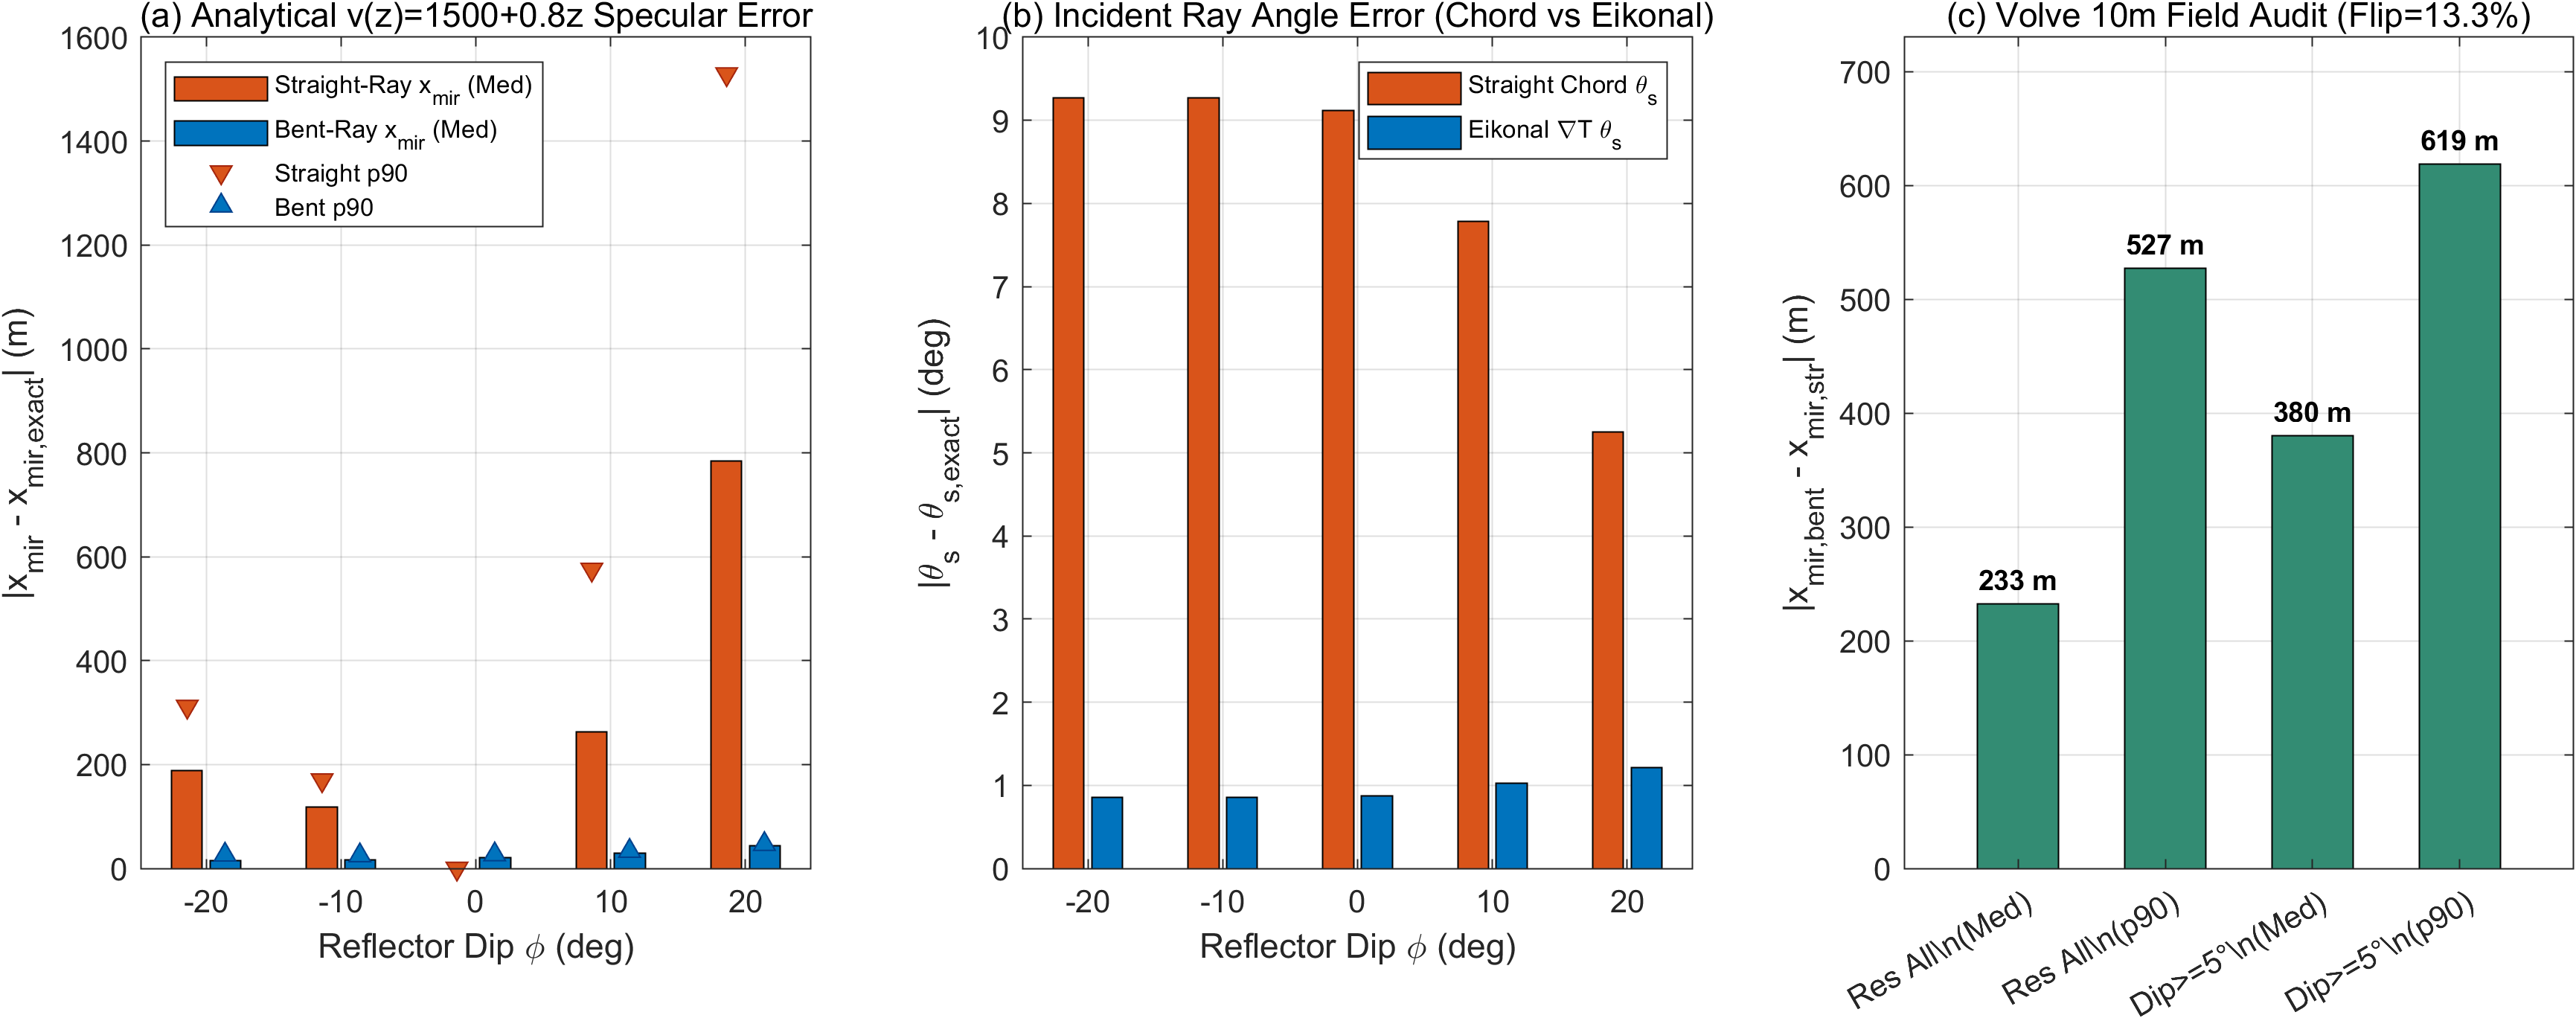 (a) Analytical v(z)=1500+0.8z Specular Error
1600
1400
1200
1000
800
600
400
200
0
|x_mir - x_mir,exact| (m)
Straight-Ray x_mir (Med)
Bent-Ray x_mir (Med)
Straight p90
Bent p90
-20 -10 0 10 20
Reflector Dip ϕ (deg)
(b) Incident Ray Angle Error (Chord vs Eikonal)
10
9
8
7
6
5
4
3
2
1
0
|θ_s - θ_s,exact| (deg)
Straight Chord θ_s
Eikonal ∇T θ_s
-20 -10 0 10 20
Reflector Dip ϕ (deg)
(c) Volve 10m Field Audit (Flip=13.3%)
700
600
500
400
300
200
100
0
|x_mir,bent - x_mir,str| (m)
233 m
527 m
380 m
619 m
Res All\n(Med)
Res All\n(p90)
Dip>=5°\n(Med)
Dip>=5°\n(p90)